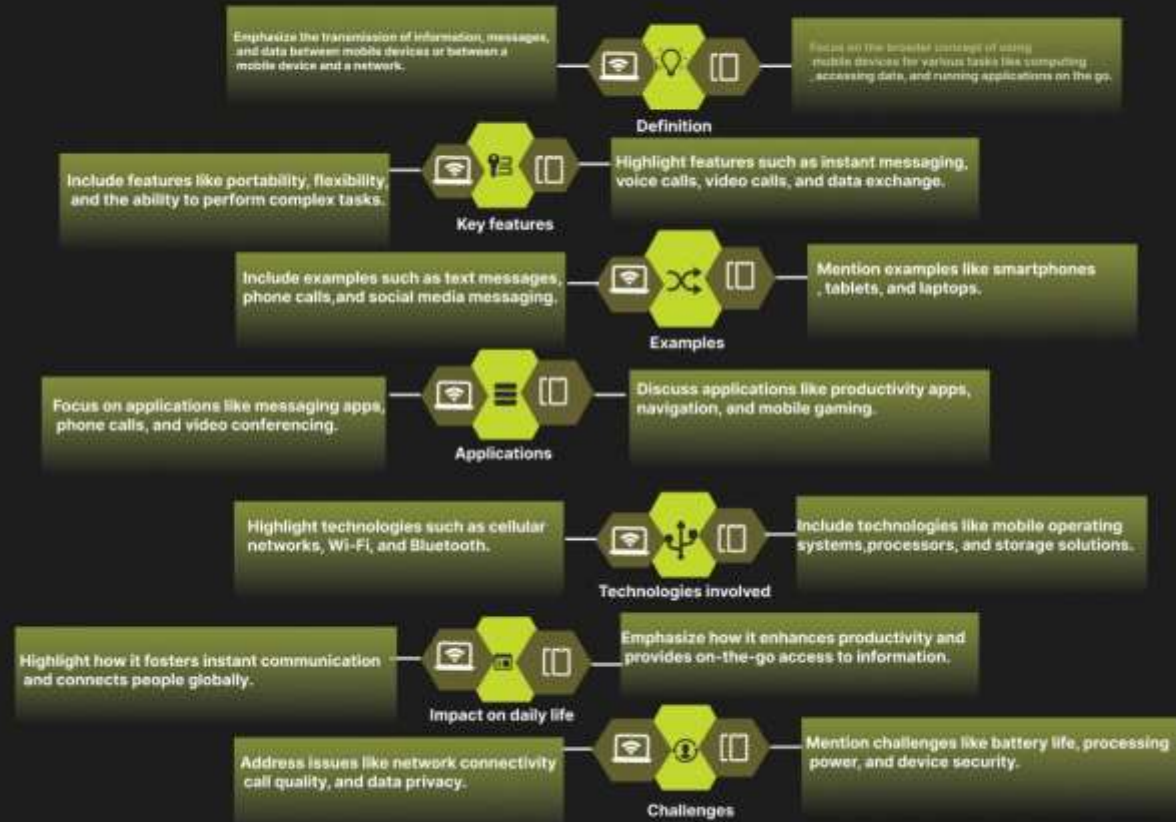 Emphasize the transmission of information, messages,
and data between mobile devices or between a
mobile device and a network.
Focus on the broader concept of using
mobile devices for various tasks like computing
, accessing date, and running applications on the go.
Definition
Include features like portability, flexibility,
and the ability to perform complex tasks.
Highlight features such as instant messaging,
voice calls, video calls, and data exchange.
Key features
Include examples such as text messages,
phone calls,and social media messaging.
Mention examples like smartphones
, tablets, and laptops.
Examples
Focus on applications like messaging apps,
phone calls, and video conferencing.
Discuss applications like productivity apps,
navigation, and mobile gaming.
Applications
Highlight technologies such as cellular
networks, Wi-Fi, and Bluetooth.
Include technologies like mobile operating
systems,processors, and storage solutions.
Technologies involved
Highlight how it fosters instant communication
and connects people globally.
Emphasize how it enhances productivity and
provides on-the-go access to information.
Impact on daily life
Address issues like network connectivity
call quality, and data privacy.
Mention challenges like battery life, processing
power, and device security.
Challenges